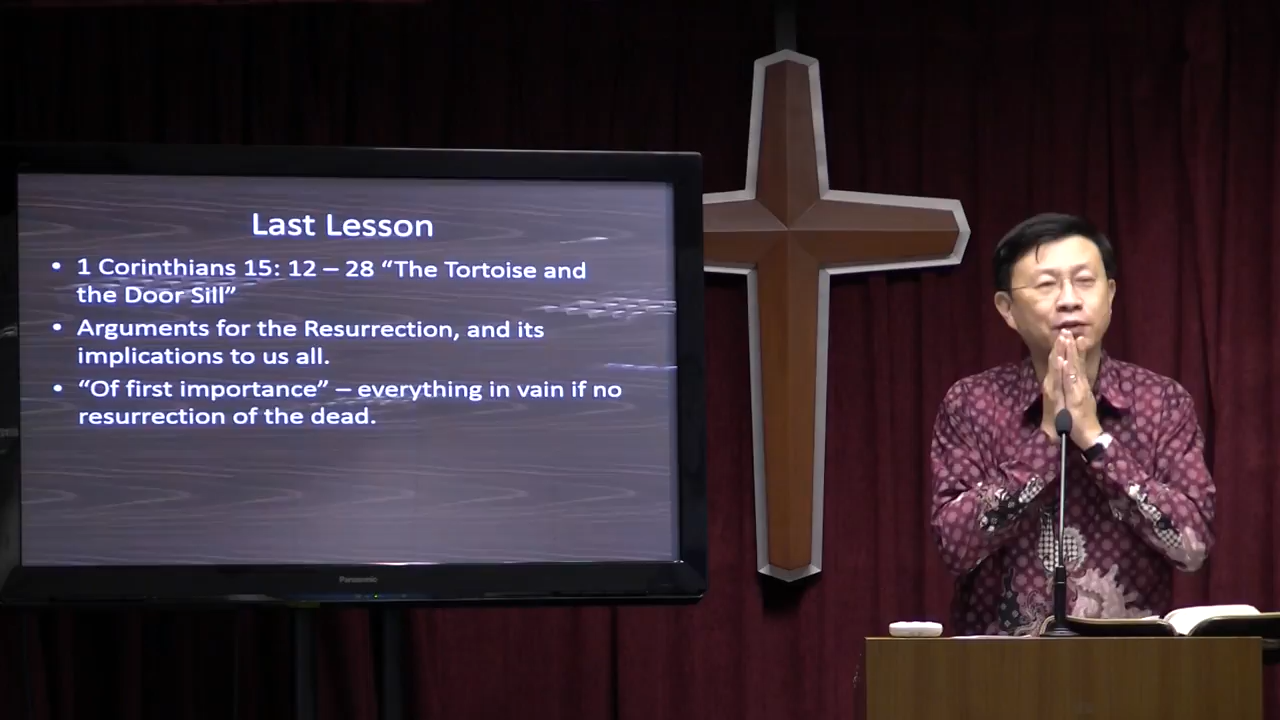 Last Lesson
• 1 Corinthians 15: 12 – 28 “The Tortoise and
the Door Sill”
• Arguments for the Resurrection, and its
implications to us all.
• “Of first importance” – everything in vain if no
resurrection of the dead.
Panasonic